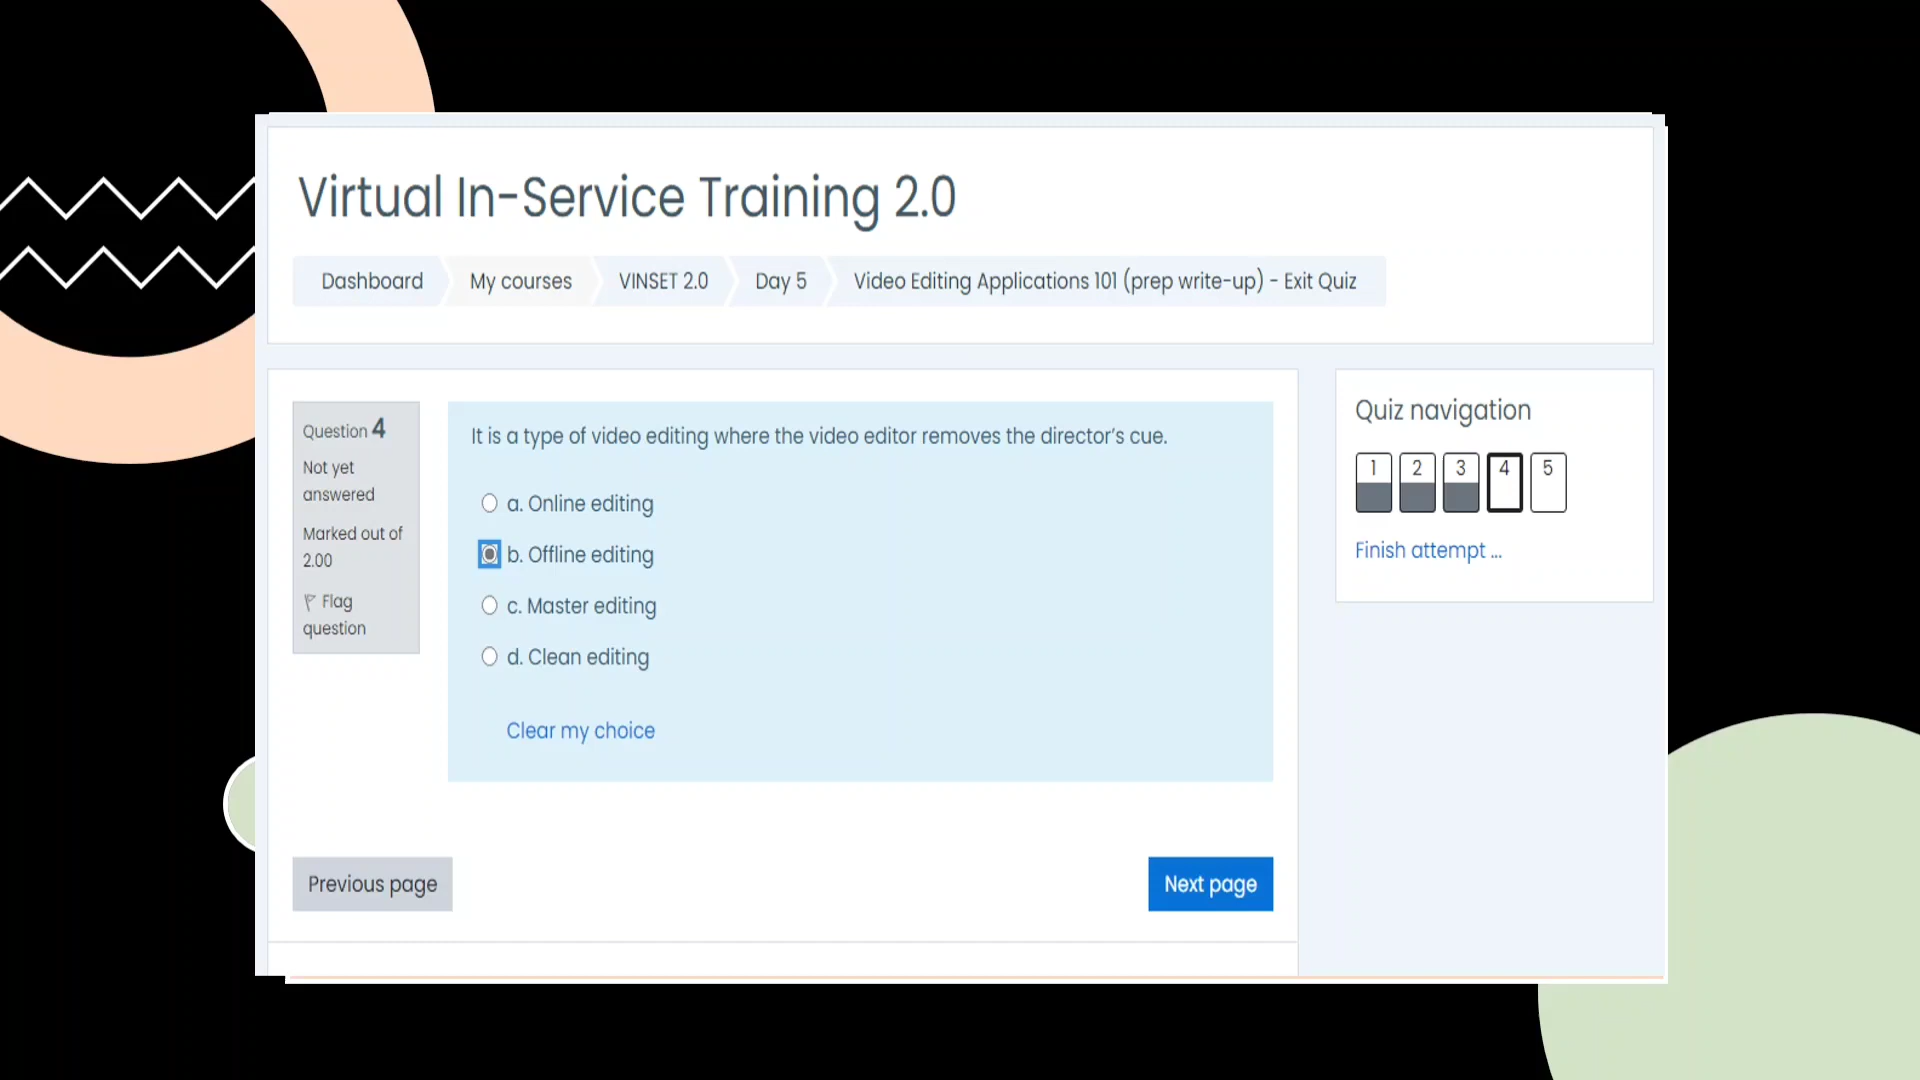 Virtual In-Service Training 2.0
Dashboard
My courses
VINSET 2.0
Day 5
Video Editing Applications 101 (prep write-up) - Exit Quiz
Question 4
Not yet
answered
Marked out of
2.00
Flag
question
It is a type of video editing where the video editor removes the director's cue.
a. Online editing
b. Offline editing
c. Master editing
d. Clean editing
Clear my choice
Previous page
Next page
Quiz navigation
1 2 3 4 5
Finish attempt ...